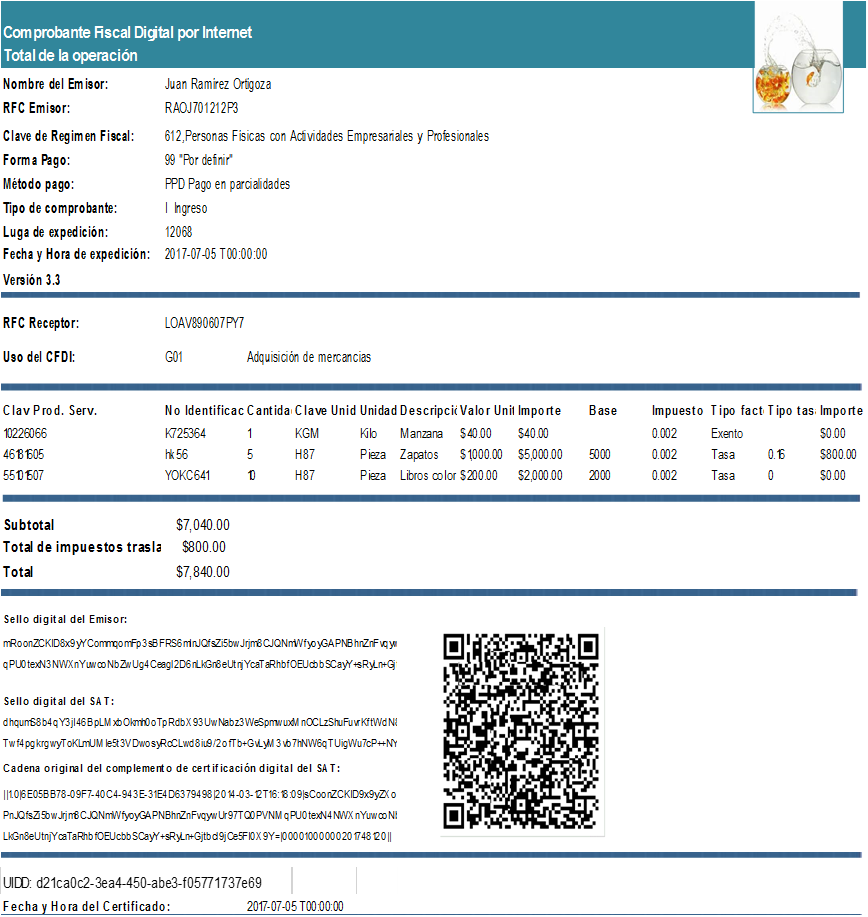 Comprobante Fiscal Digital por Internet
Total de la operación
Nombre del Emisor: Juan Ramirez Ortigoza
RFC Emisor: RAOJ701212P3
Clave de Regimen Fiscal: 612,Personas Físicas con Actividades Empresariales y Profesionales
Forma Pago: 99 "Por definir"
Método pago: PPD Pago en parcialidades
Tipo de comprobante: I Ingreso
Luga de expedición: 12068
Fecha y Hora de expedición: 2017-07-05 T00:00:00
Versión 3.3
RFC Receptor: LOAV890607PY7
Uso del CFDI: G01 Adquisición de mercancias
Clav Prod. Serv. No Identificac Cantida Clave Unid Unidad Descripci Valor Unit Importe Base Impuesto Tipo fact Tipo tas Importe
10226066 K725364 1 KGM Kilo Manzana $40.00 $40.00 0.002 Exento $0.00
46181605 hk56 5 H87 Pieza Zapatos $1,000.00 $5,000.00 5000 0.002 Tasa 0.16 $800.00
55101507 YOKC641 10 H87 Pieza Libros color $200.00 $2,000.00 2000 0.002 Tasa 0 $0.00
Subtotal $7,040.00
Total de impuestos trasla $800.00
Total $7,840.00
Sello digital del Emisor:
mRoonZCKID8x9yYCommqomFp3sBFRS6mlnJQfsZi5bwJrjm8CJQNmWfyoyGAPNBhnZnFvqyw
qPU0texN3NWXnYuwcoNbZwUg4CeagI2D6nLkGn8eUtnjYcaTaRhbfOEUcbbSCayY+sRyLn+Gj
Sello digital del SAT:
dhqumS8b4qY3jI46BpLMxbOkmh0oTpRdbX93UwNabz3WeSpmwuxMnOCLzShuFuvrKftWdN
Twf4pgkrgwyToKLmUMle5t3VDwosyRcCLwd8iu9/2ofTb+GvLyM3vb7hNW6qTUigWu7cP++NY
Cadena original del complemento de certificación digital del SAT:
||1.0|6E05BB78-09F7-40C4-943E-31E4D6379498|2014-03-12T16:18:09|sCoonZCKID9x9yZXo
PnJQfsZi5bwJrjm8CJQNmWfyoyGAPNBhnZnFvqywUr97TQ0PVNMqPU0texN4NWXnYuwcoN
LkGn8eUtnjYcaTaRhbfOEUcbbSCayY+sRyLn+Gjtbcl9jCe5FI0X9Y=|00001000000201748120||
UIDD: d21ca0c2-3ea4-450-abe3-f05771737e69
Fecha y Hora del Certificado: 2017-07-05 T00:00:00